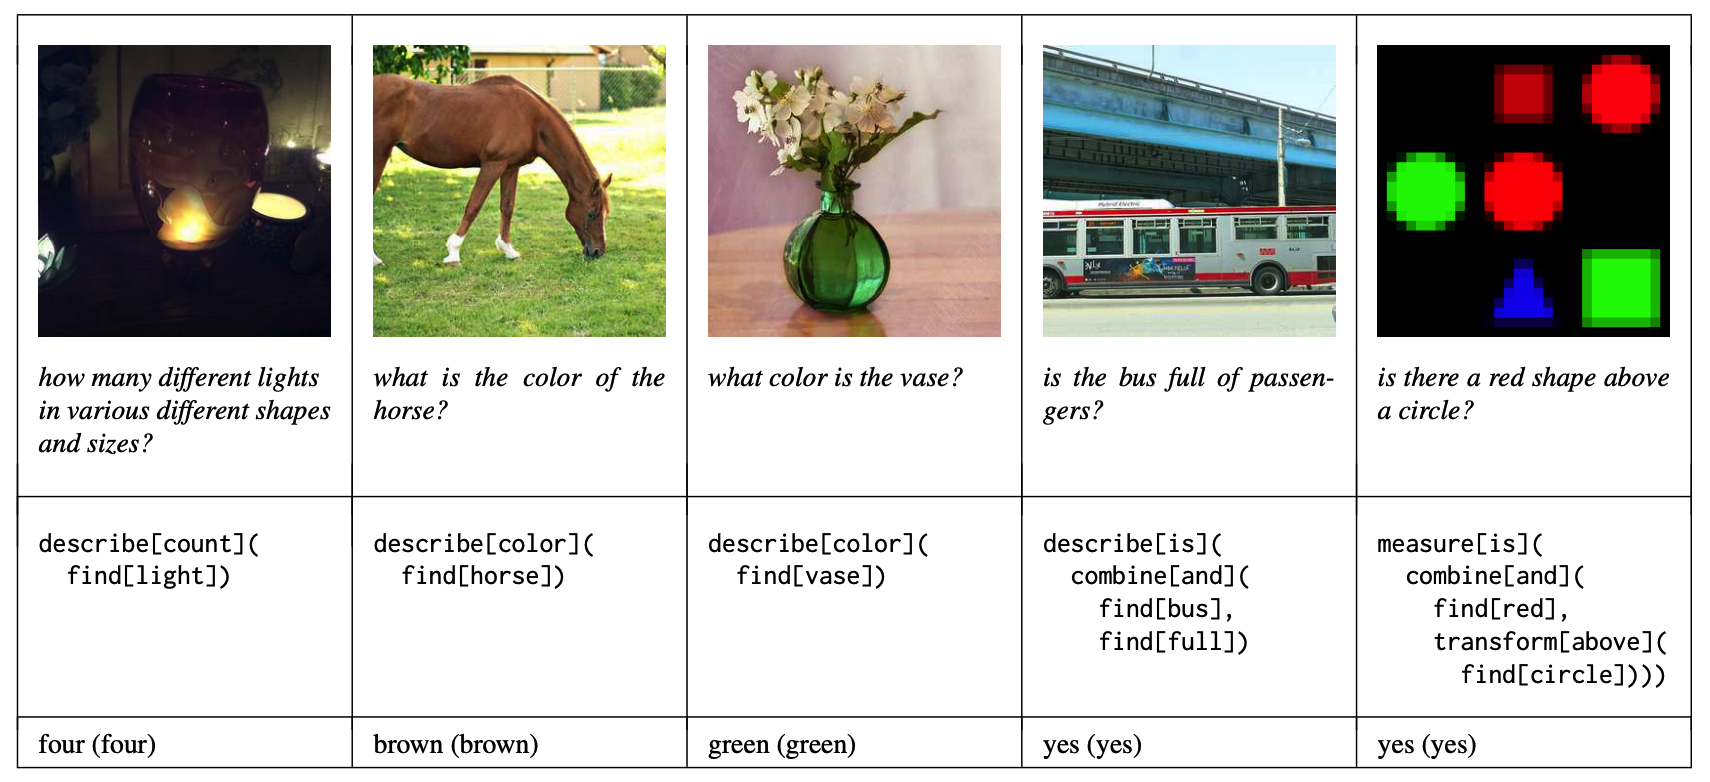 how many different lights
in various different shapes
and sizes?
what is the color of the
horse?
what color is the vase?
is the bus full of passen-
gers?
is there a red shape above
a circle?
describe[count](
  find[light])
describe[color](
  find[horse])
describe[color](
  find[vase])
describe[is](
  combine[and](
    find[bus],
    find[full])
measure[is](
  combine[and](
    find[red],
    transform[above](
      find[circle])))
four (four)
brown (brown)
green (green)
yes (yes)
yes (yes)